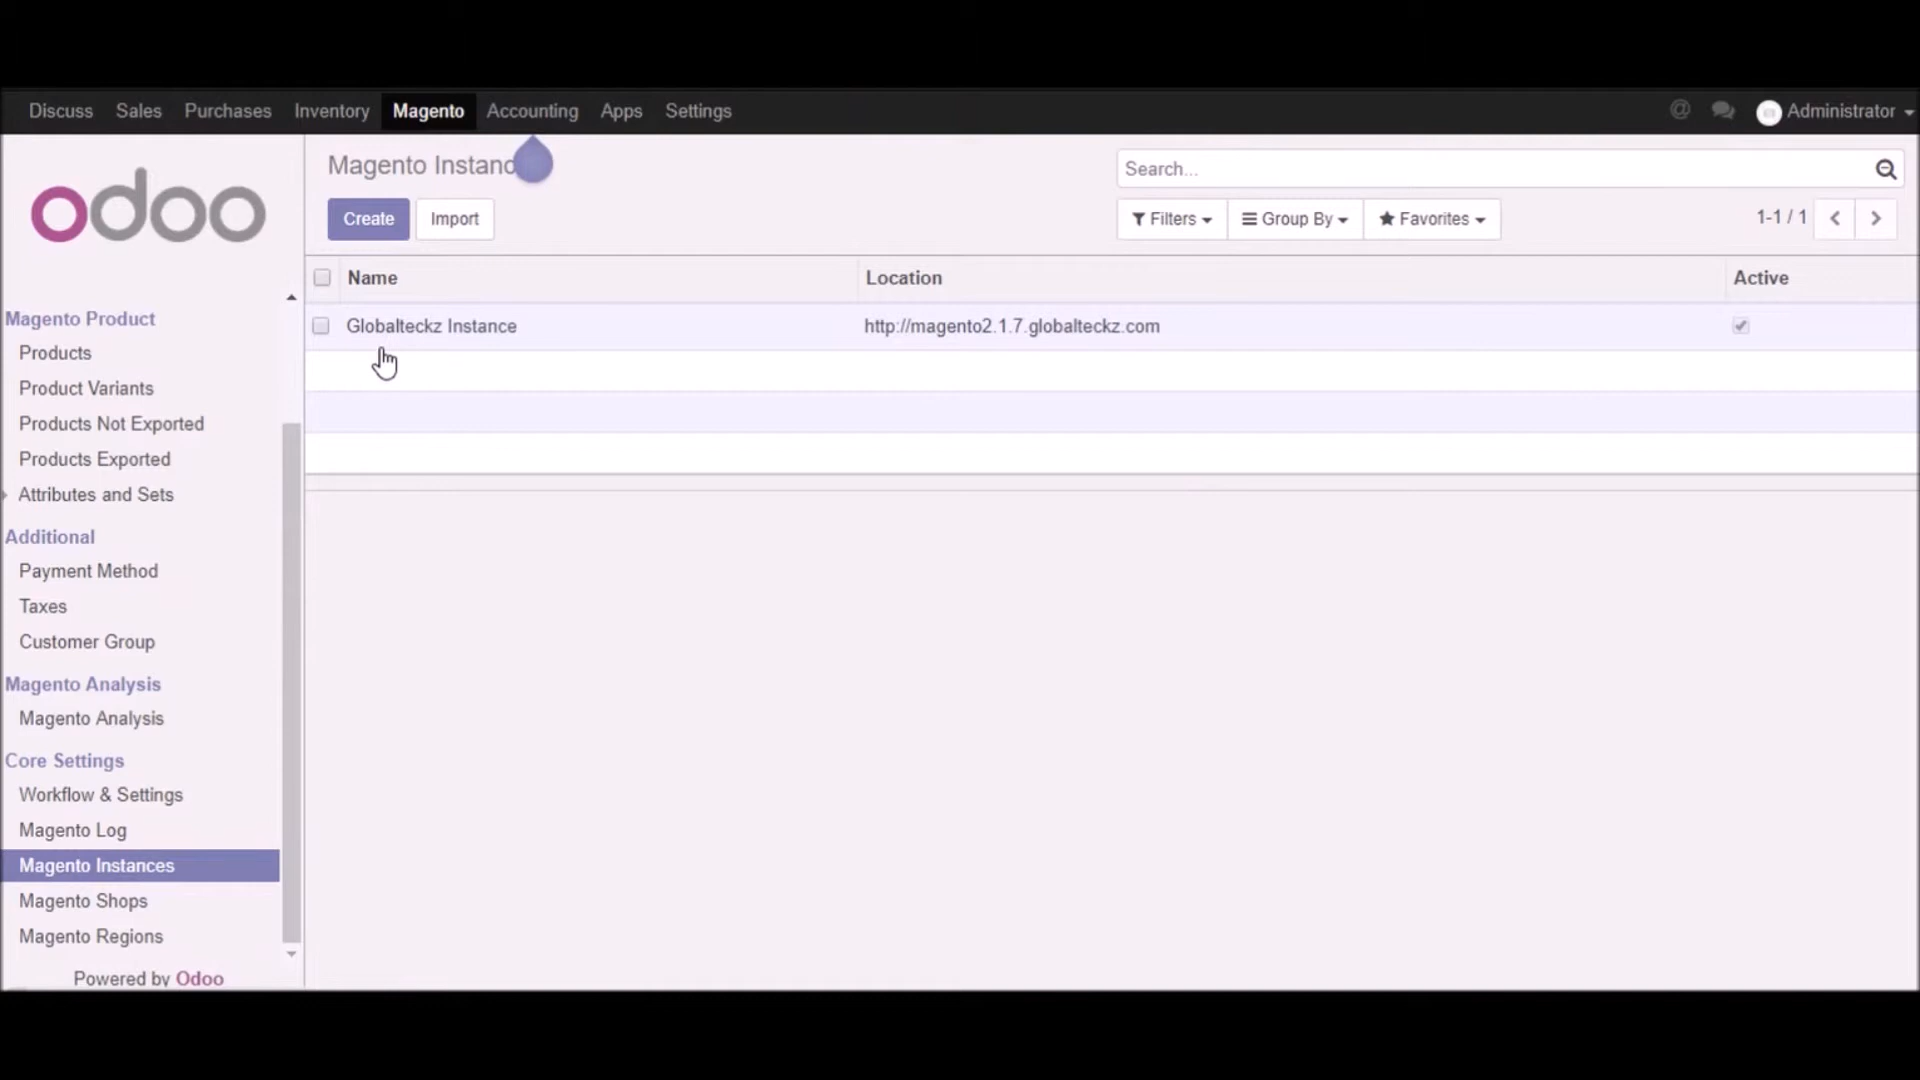 Discuss Sales Purchases Inventory Magento Accounting Apps Settings @ Administrator
odoo
Magento Instanc
Search...
Create Import
Filters Group By Favorites 1-1 / 1
Name Location Active
Globalteckz Instance http://magento2.1.7.globalteckz.com
Magento Product
Products
Product Variants
Products Not Exported
Products Exported
Attributes and Sets
Additional
Payment Method
Taxes
Customer Group
Magento Analysis
Magento Analysis
Core Settings
Workflow & Settings
Magento Log
Magento Instances
Magento Shops
Magento Regions
Powered by Odoo